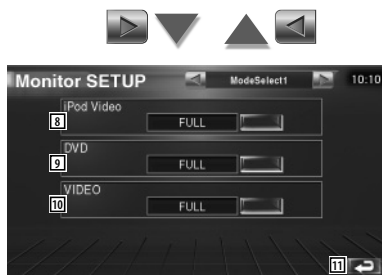 Monitor SETUP ModeSelect1 10:10
iPod Video
8 FULL
DVD
9 FULL
VIDEO
10 FULL
11